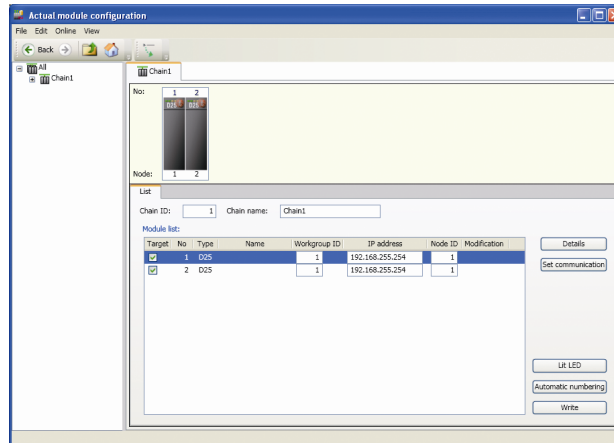 Actual module configuration
File Edit Online View
Back
All
Chain1
Chain1
No: 1 2
D25 D25
Node: 1 2
List
Chain ID: 1 Chain name: Chain1
Module list:
Target No Type Name Workgroup ID IP address Node ID Modification
1 D25 1 192.168.255.254 1
2 D25 1 192.168.255.254 1
Details
Set communication
Lit LED
Automatic numbering
Write